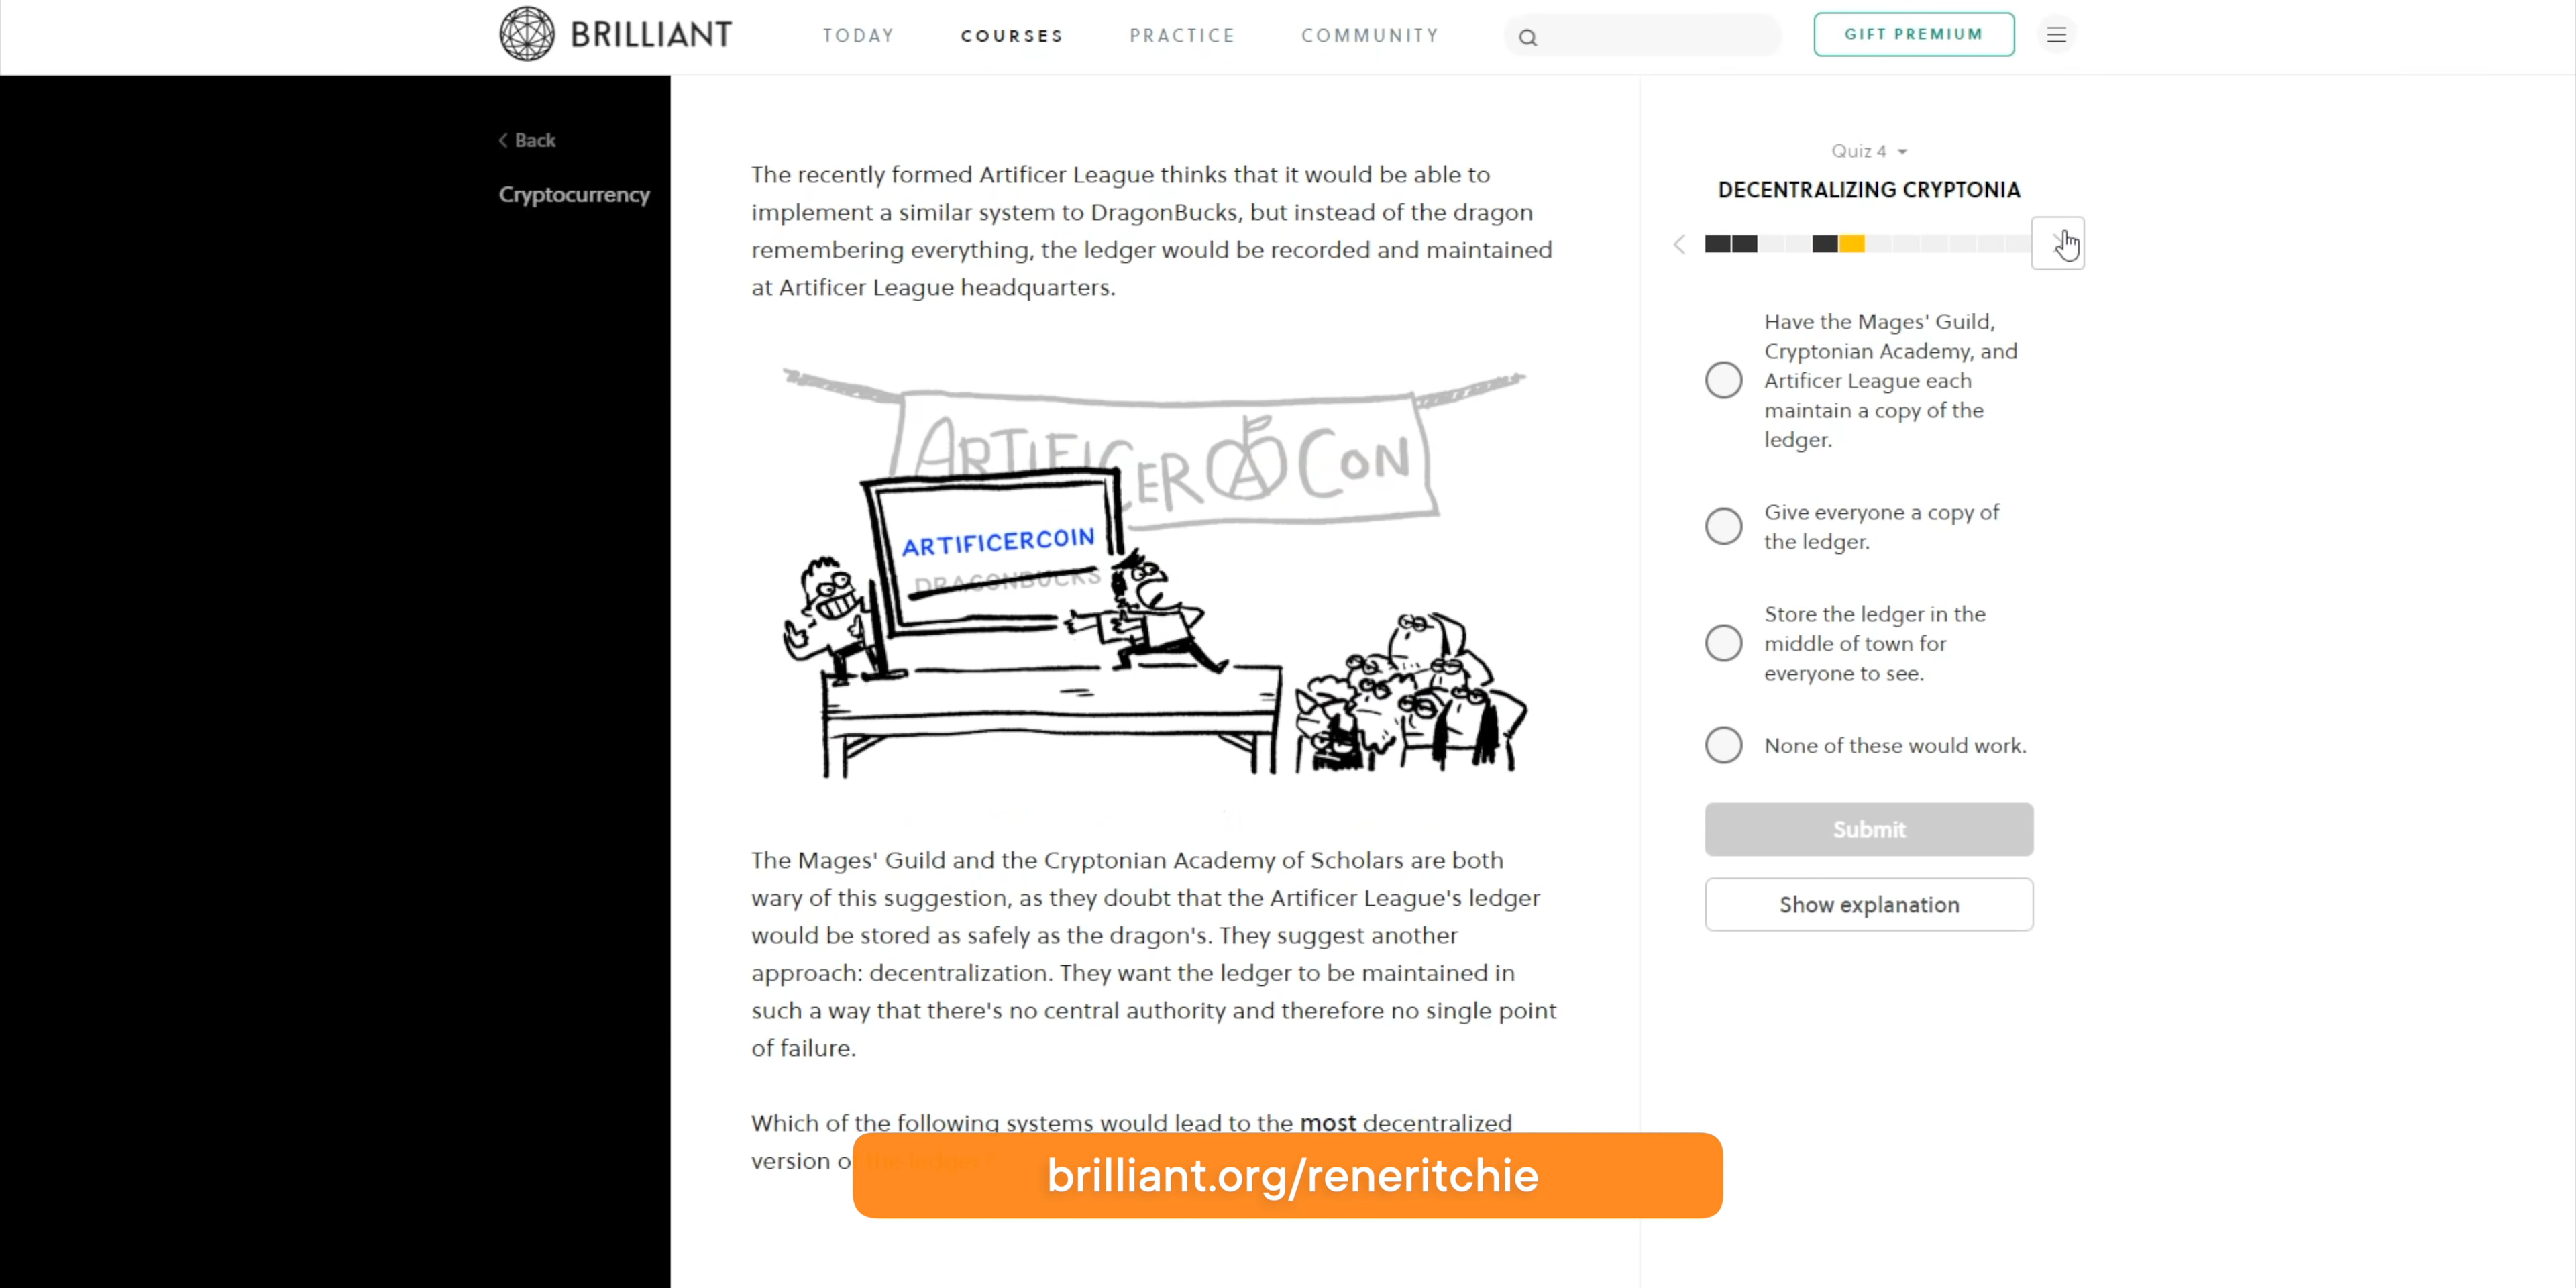 BRILLIANT
TODAY
COURSES
PRACTICE
COMMUNITY
GIFT PREMIUM
Back
Cryptocurrency
The recently formed Artificer League thinks that it would be able to
implement a similar system to DragonBucks, but instead of the dragon
remembering everything, the ledger would be recorded and maintained
at Artificer League headquarters.
ARTIFICER CON
ARTIFICERCOIN
DRAGONBUCKS
The Mages' Guild and the Cryptonian Academy of Scholars are both
wary of this suggestion, as they doubt that the Artificer League's ledger
would be stored as safely as the dragon's. They suggest another
approach: decentralization. They want the ledger to be maintained in
such a way that there's no central authority and therefore no single point
of failure.
Which of the following systems would lead to the most decentralized
version
brilliant.org/reneritchie
Quiz 4
DECENTRALIZING CRYPTONIA
Have the Mages' Guild,
Cryptonian Academy, and
Artificer League each
maintain a copy of the
ledger.
Give everyone a copy of
the ledger.
Store the ledger in the
middle of town for
everyone to see.
None of these would work.
Submit
Show explanation